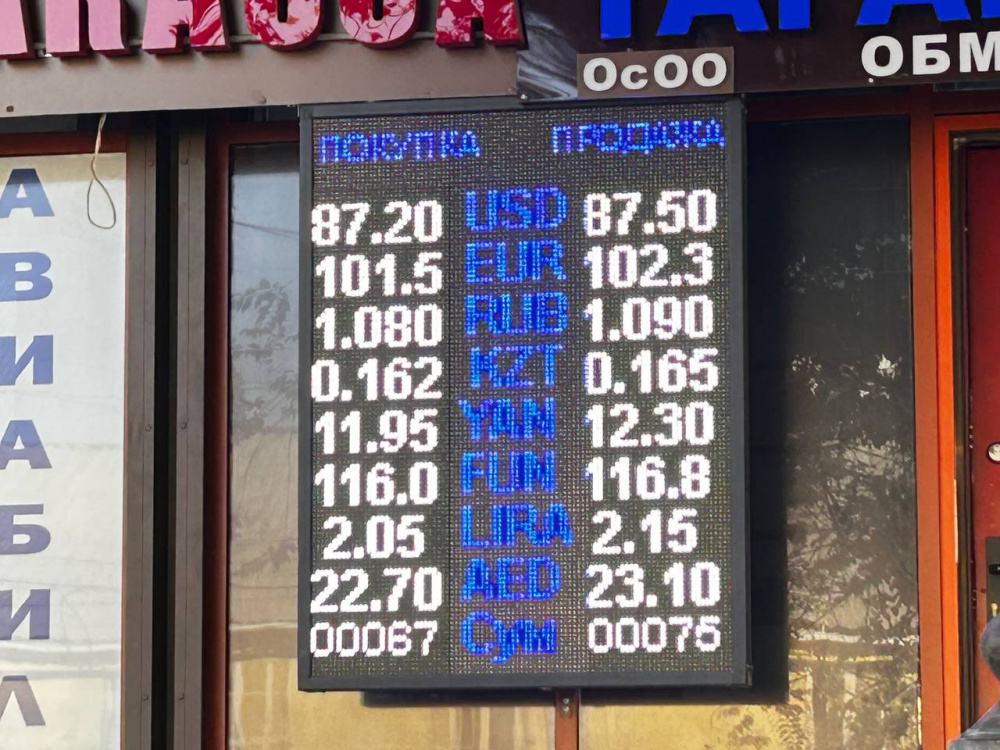 ОсОО
ОБМ
ПОКУПКА ПРОДАЖА
87.20 USD 87.50
101.5 EUR 102.3
1.080 RUB 1.090
0.162 KZT 0.165
11.95 YAN 12.30
116.0 FUN 116.8
2.05 LIRA 2.15
22.70 AED 23.10
00067 Сум 00075
А
В
И
А
Б
И
Л